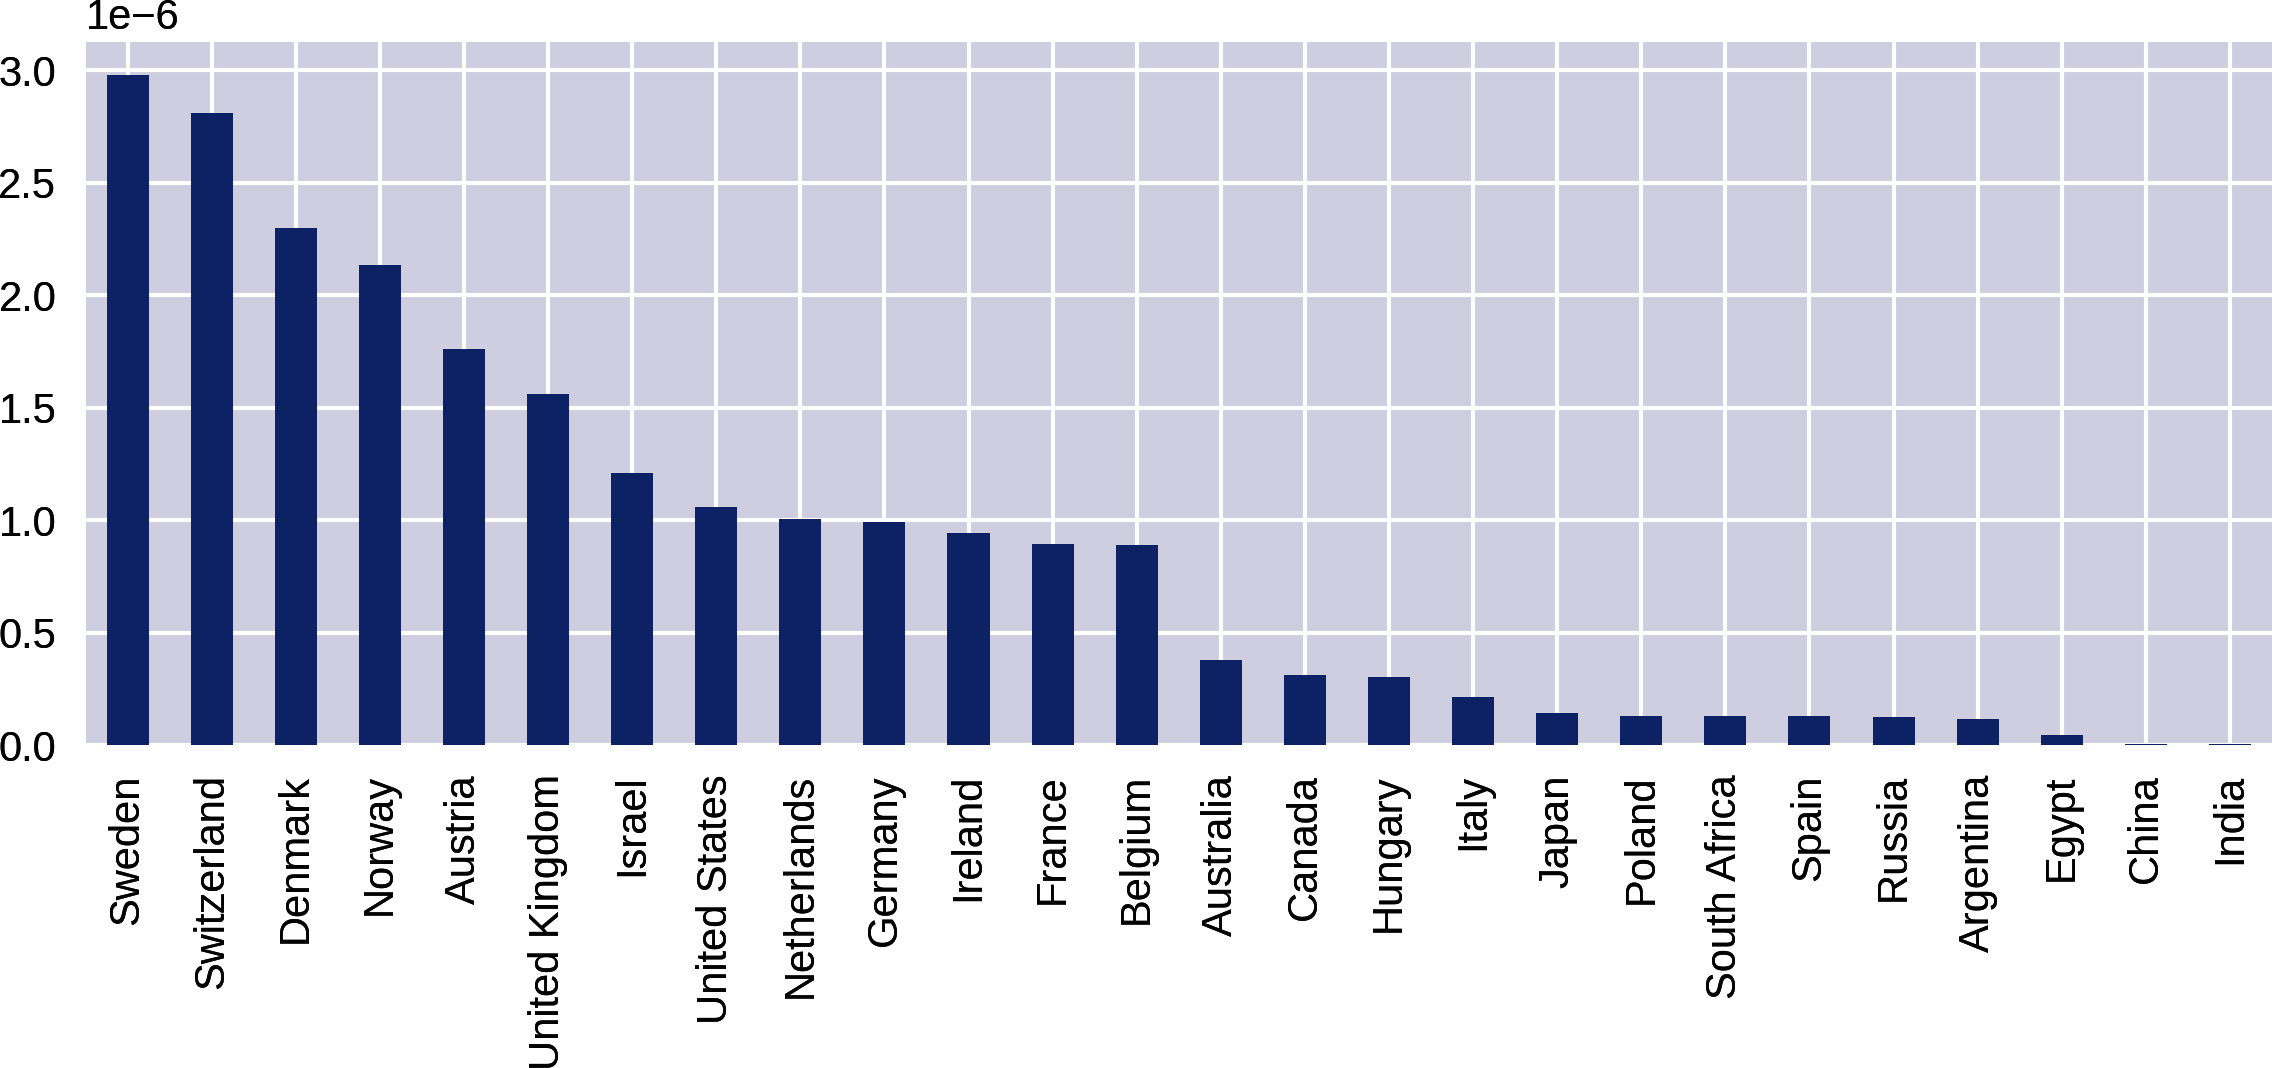 1e−6
3.0
2.5
2.0
1.5
1.0
0.5
0.0
Sweden
Switzerland
Denmark
Norway
Austria
United Kingdom
Israel
United States
Netherlands
Germany
Ireland
France
Belgium
Australia
Canada
Hungary
Italy
Japan
Poland
South Africa
Spain
Russia
Argentina
Egypt
China
India